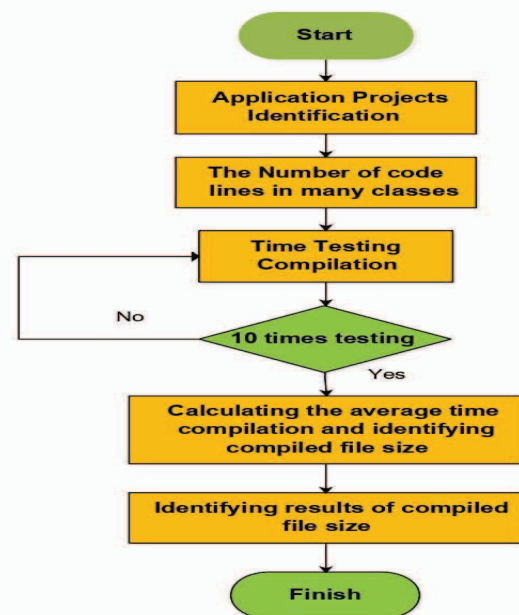 Start
Application Projects
Identification
The Number of code
lines in many classes
Time Testing
Compilation
No
10 times testing
Yes
Calculating the average time
compilation and identifying
compiled file size
Identifying results of compiled
file size
Finish